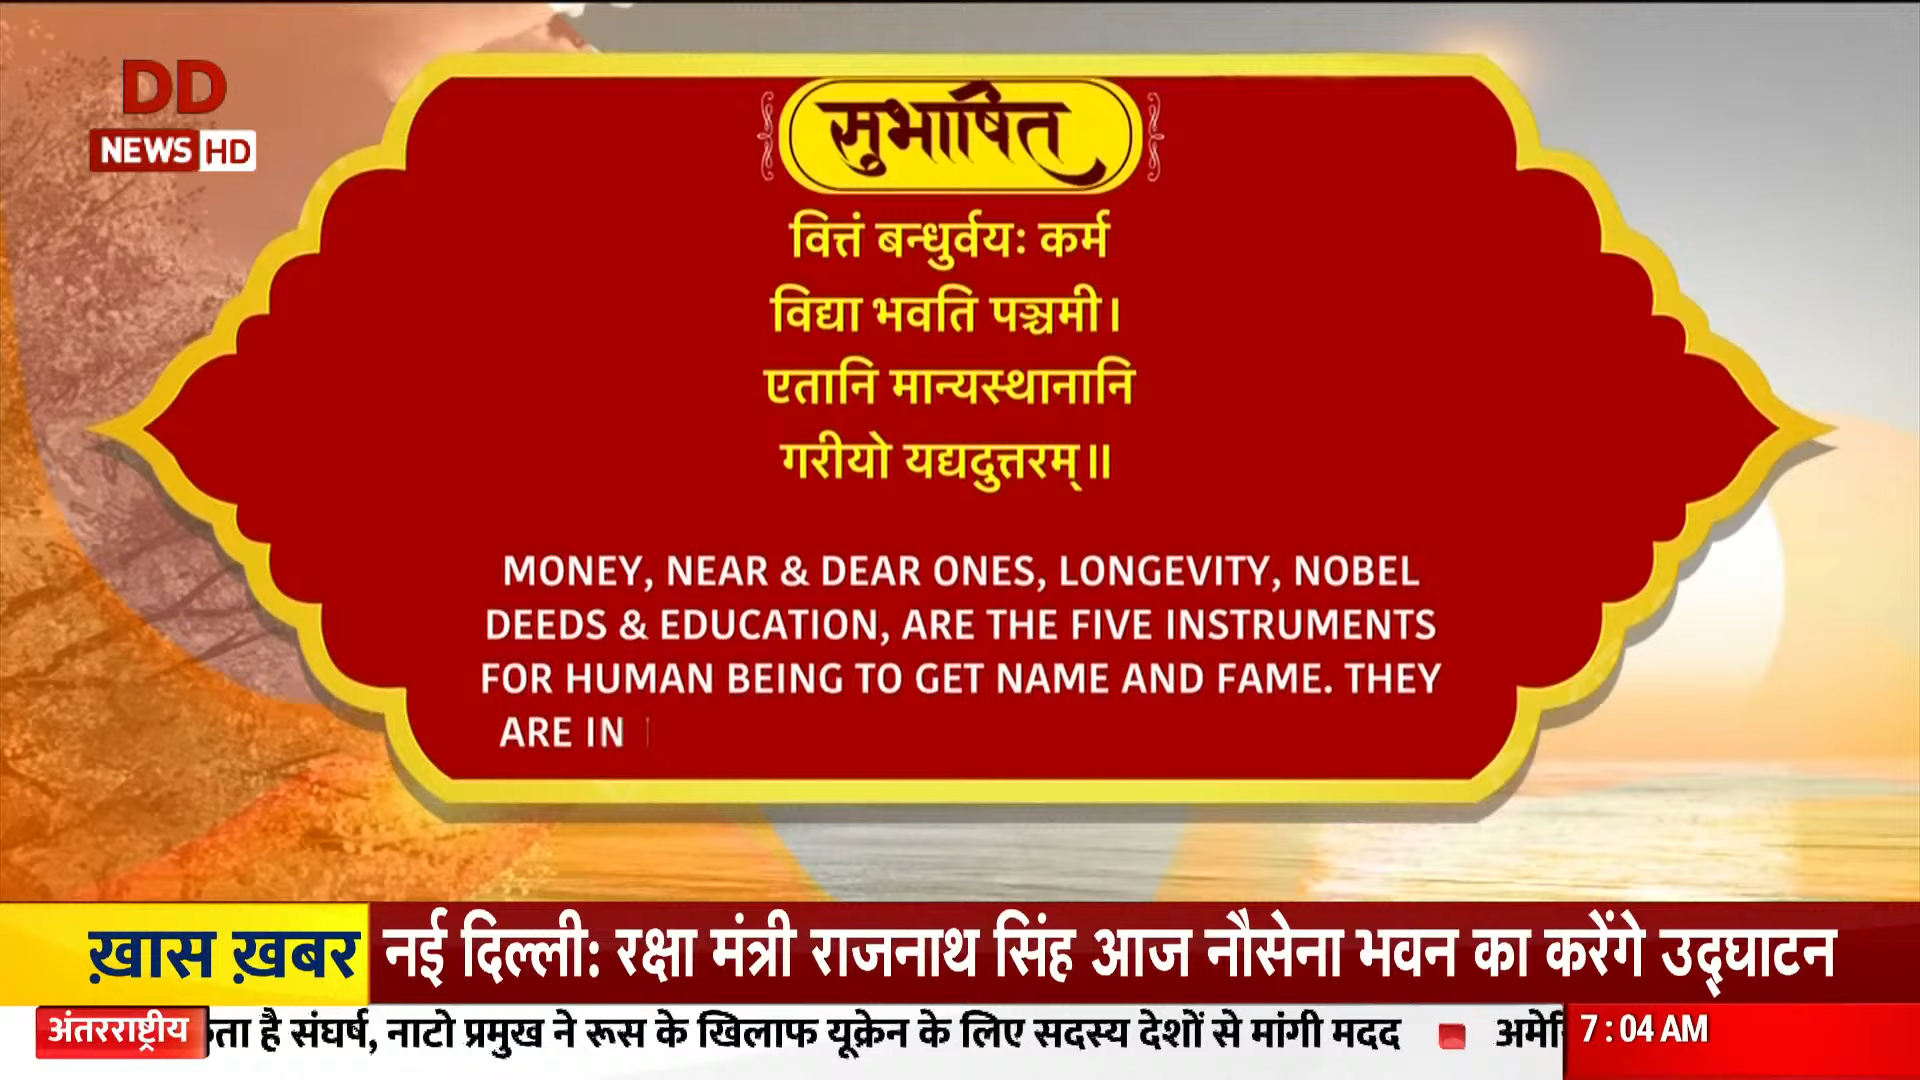 DD
NEWS HD
सुभाषित
वित्तं बन्धुर्वयः कर्म
विद्या भवति पञ्चमी।
एतानि मान्यस्थानानि
गरीयो यद्यदुत्तरम्॥
MONEY, NEAR & DEAR ONES, LONGEVITY, NOBEL
DEEDS & EDUCATION, ARE THE FIVE INSTRUMENTS
FOR HUMAN BEING TO GET NAME AND FAME. THEY
ARE IN
ख़ास ख़बर
नई दिल्ली: रक्षा मंत्री राजनाथ सिंह आज नौसेना भवन का करेंगे उद्घाटन
अंतरराष्ट्रीय
है संघर्ष, नाटो प्रमुख ने रूस के खिलाफ यूक्रेन के लिए सदस्य देशों से मांगी मदद
7:04 AM